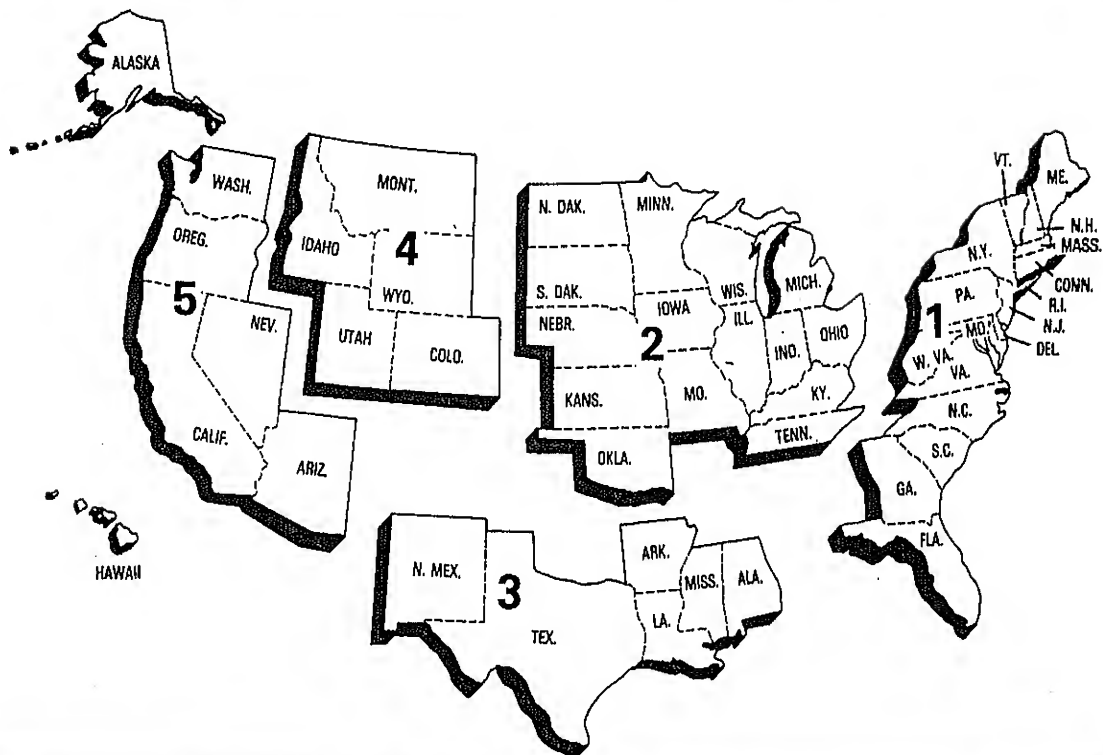 ALASKA
WASH.
OREG.
5
NEV.
CALIF.
ARIZ.
HAWAII
MONT.
IDAHO
4
WYO.
UTAH
COLO.
N. DAK.
MINN.
S. DAK.
WIS.
MICH.
NEBR.
IOWA
2
ILL.
IND.
OHIO
KANS.
MO.
KY.
OKLA.
TENN.
N. MEX.
3
TEX.
ARK.
LA.
MISS.
ALA.
VT.
ME.
N.H.
MASS.
N.Y.
CONN.
R.I.
PA.
N.J.
1
MD.
DEL.
W. VA.
VA.
N.C.
S.C.
GA.
FLA.